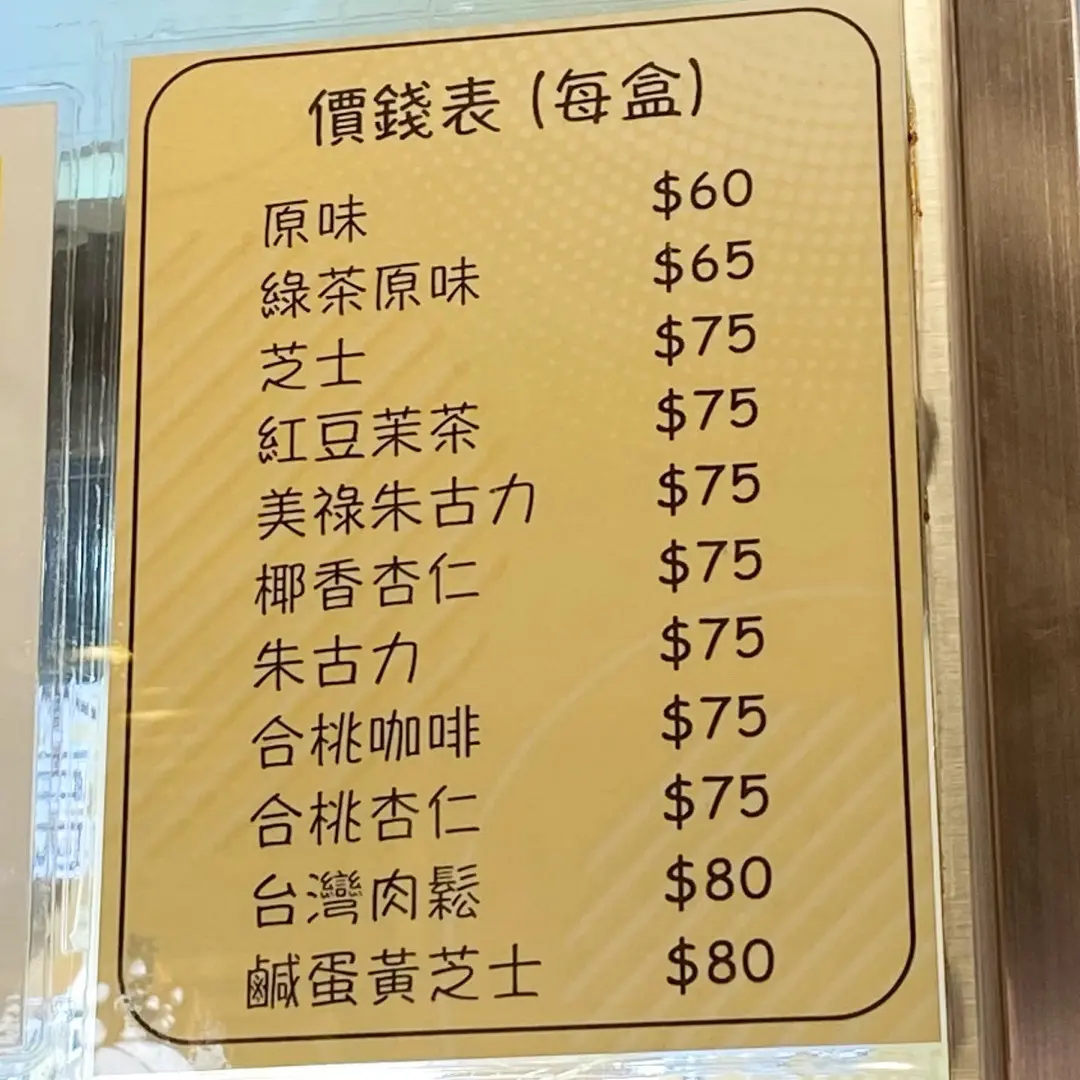 價錢表 (每盒)
原味 $60
綠茶原味 $65
芝士 $75
紅豆茉茶 $75
美祿朱古力 $75
椰香杏仁 $75
朱古力 $75
合桃咖啡 $75
合桃杏仁 $75
台灣肉鬆 $80
鹹蛋黃芝士 $80